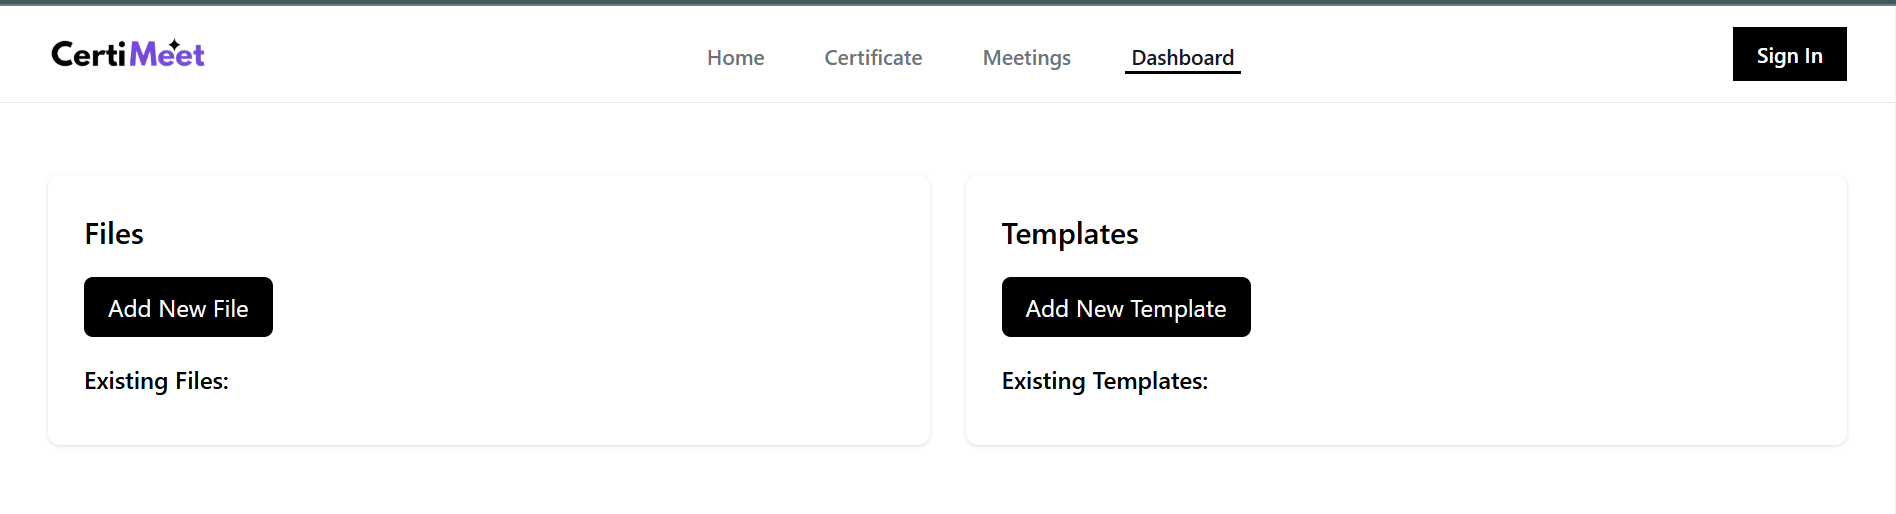 CertiMeet
Home Certificate Meetings Dashboard
Sign In
Files
Add New File
Existing Files:
Templates
Add New Template
Existing Templates: